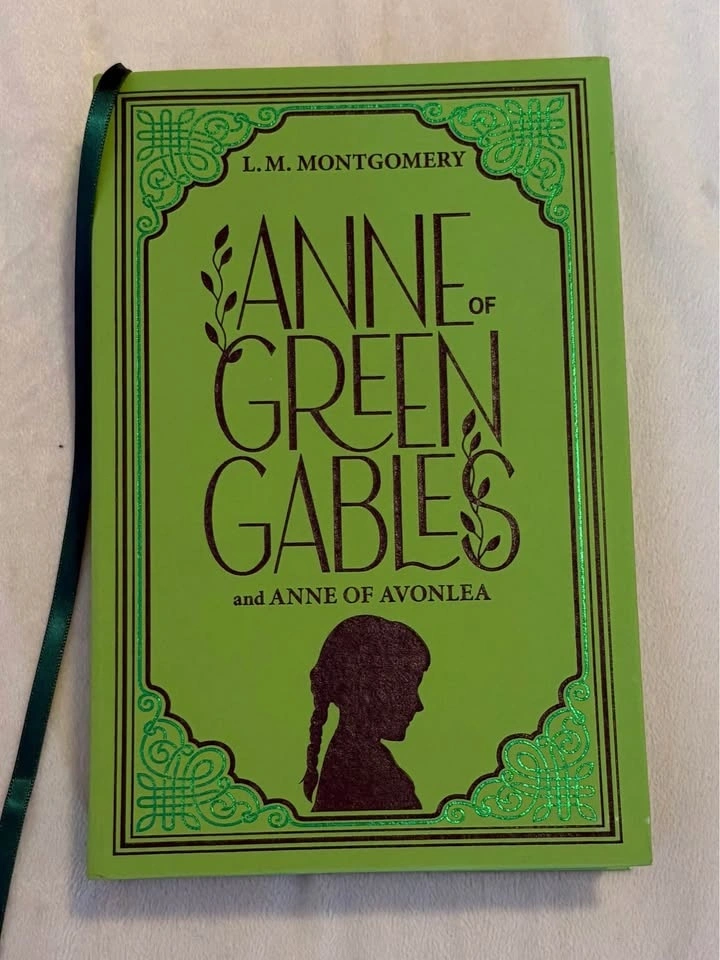 L. M. MONTGOMERY
ANNE OF
GREEN
GABLES
and ANNE OF AVONLEA